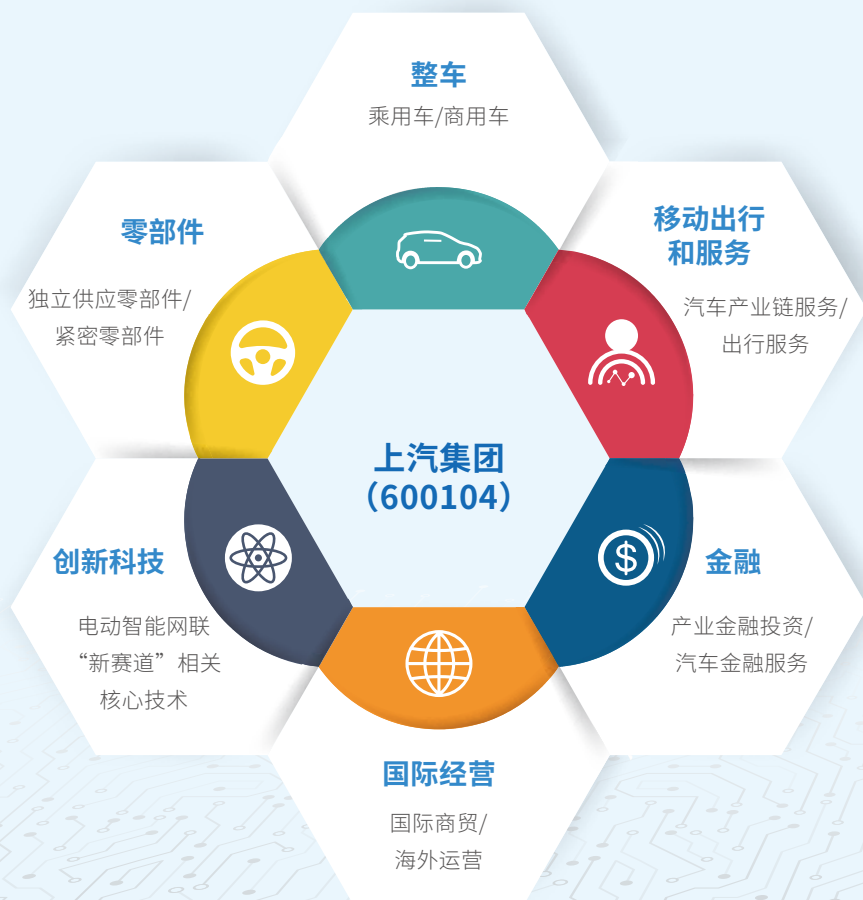 整车
乘用车/商用车
零部件
独立供应零部件/
紧密零部件
移动出行
和服务
汽车产业链服务/
出行服务
上汽集团
（600104）
创新科技
电动智能网联
“新赛道”相关
核心技术
金融
产业金融投资/
汽车金融服务
国际经营
国际商贸/
海外运营